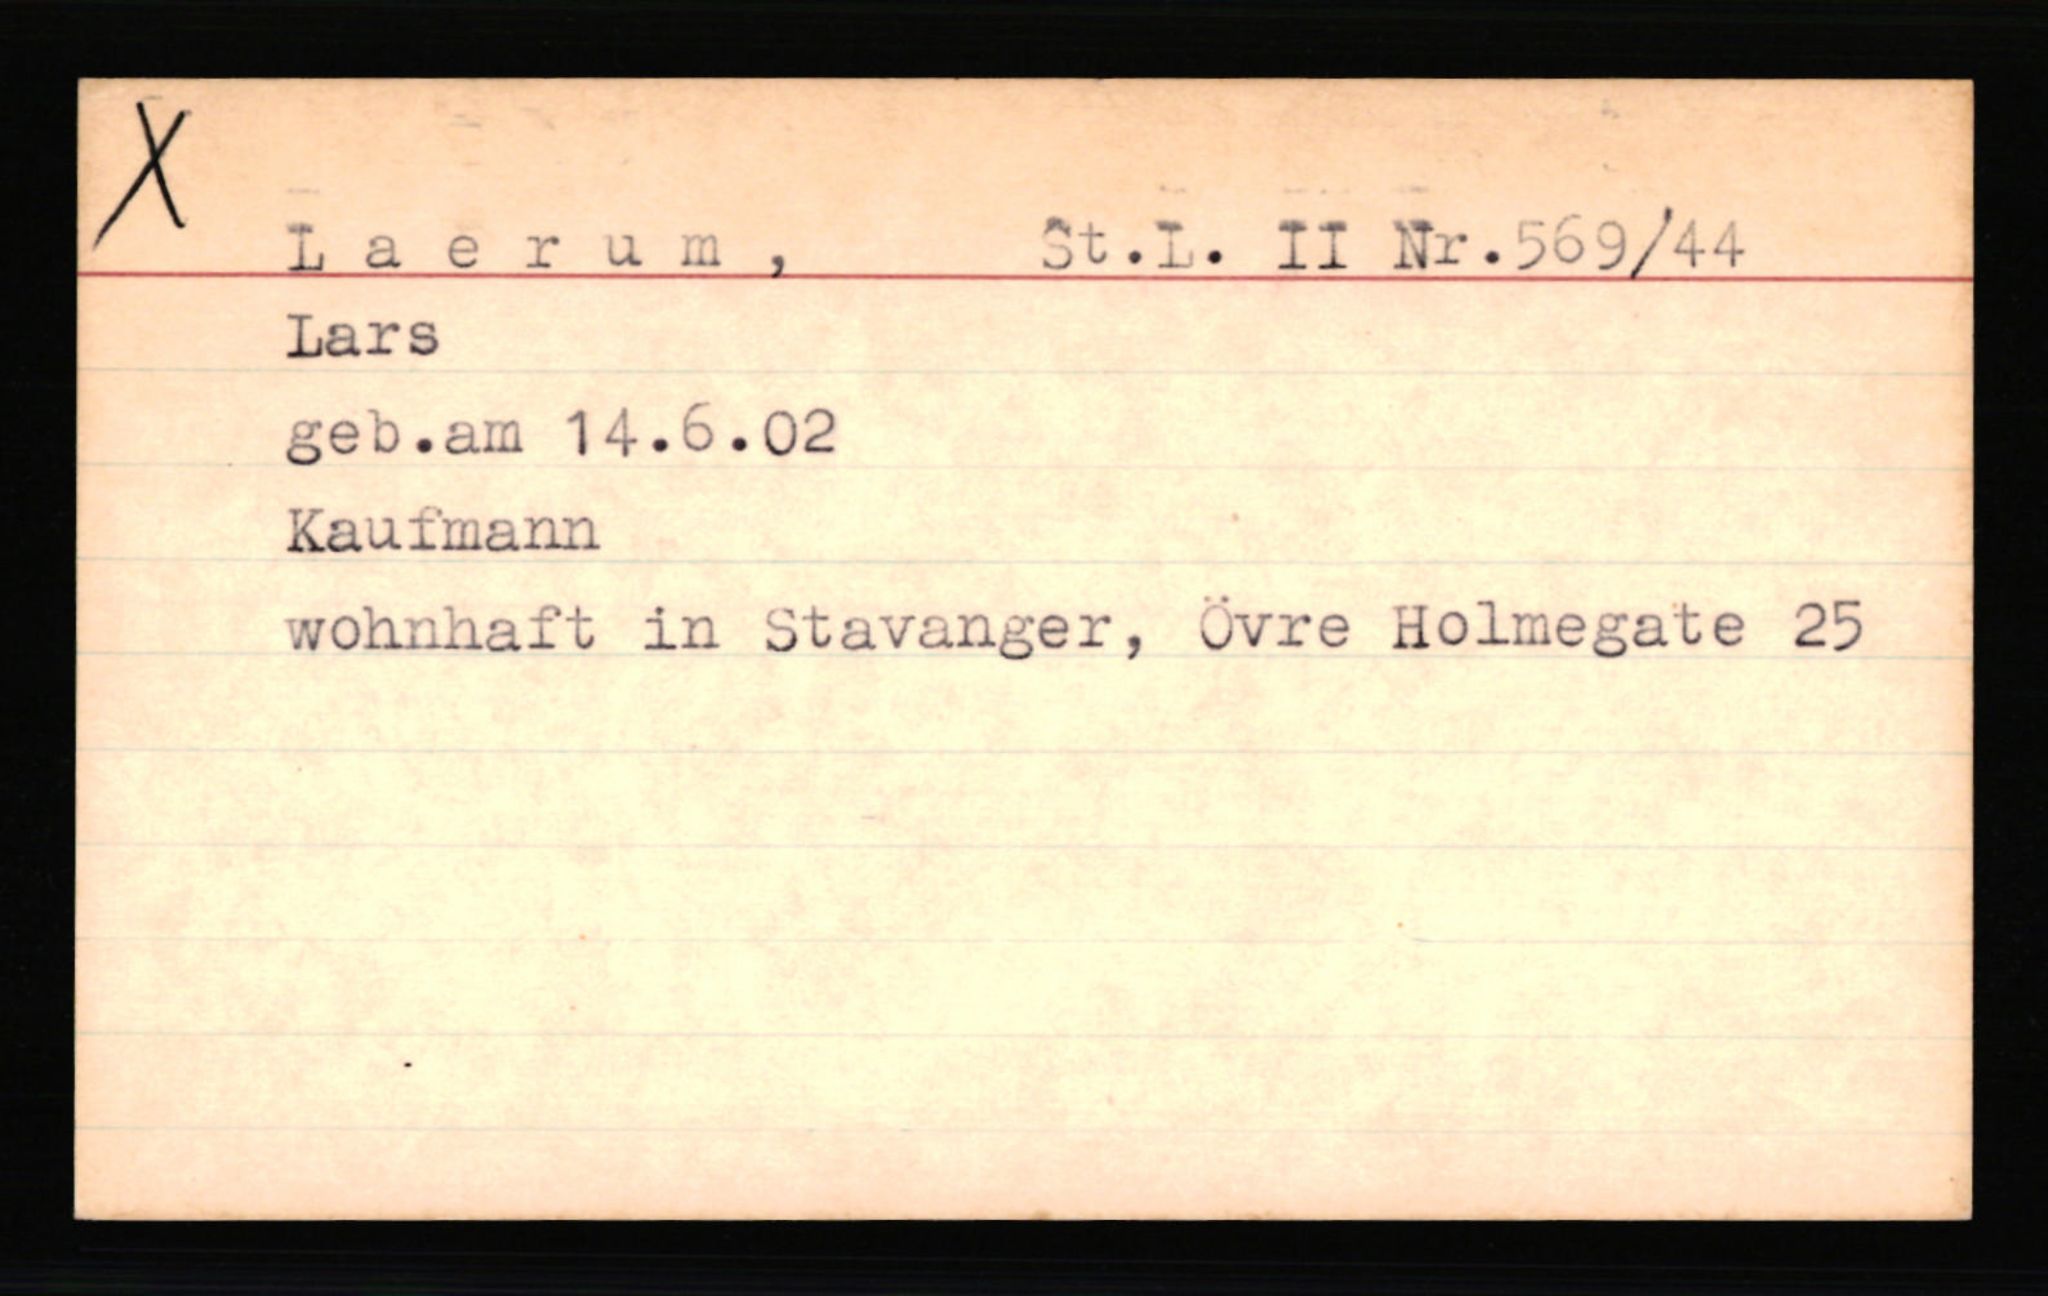 X
L a e r u m ,    St.L. II Nr.569/44
Lars
geb.am 14.6.02
Kaufmann
wohnhaft in Stavanger, Övre Holmegate 25